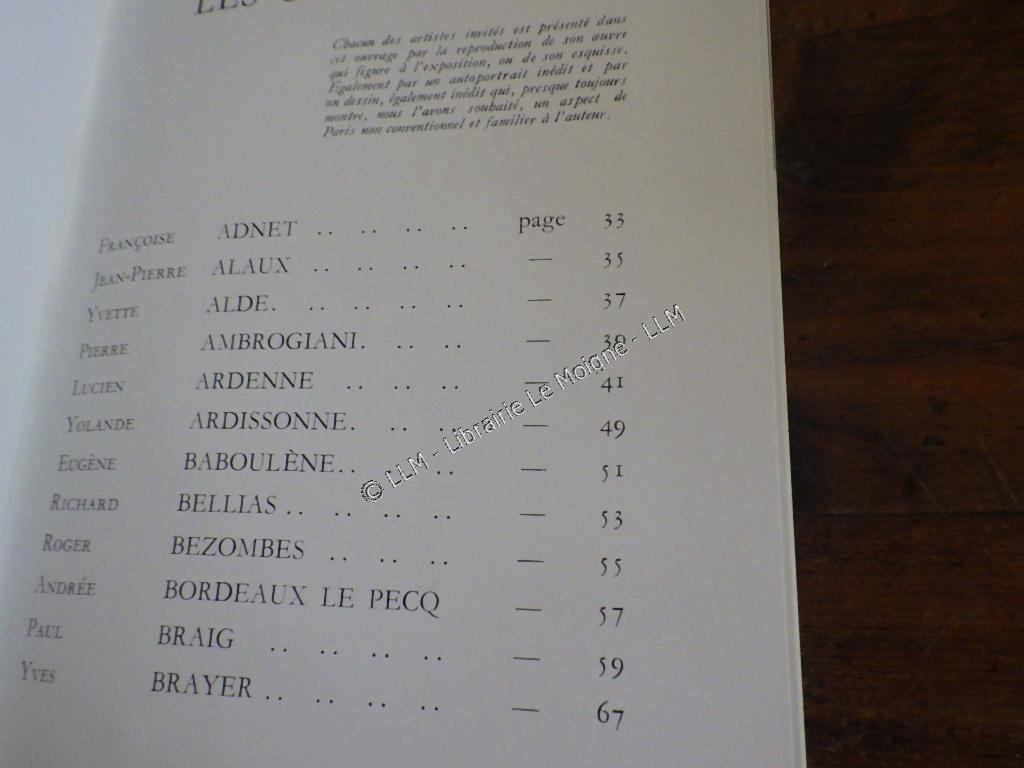 LES
Chacun des artistes invités est présenté dans
cet ouvrage par la reproduction de son œuvre
qui figure à l'exposition, ou de son esquisse.
Également par un autoportrait inédit et par
un dessin, également inédit qui, presque toujours
montre, nous l'avons souhaité, un aspect de
Paris non conventionnel et familier à l'auteur.
FRANÇOISE ADNET .. .. .. .. page 33
JEAN-PIERRE ALAUX .. .. .. .. — 35
YVETTE ALDE. .. .. .. .. — 37
PIERRE AMBROGIANI. .. .. — 39
LUCIEN ARDENNE .. .. .. — 41
YOLANDE ARDISSONNE. .. .. — 49
EUGÈNE BABOULÈNE.. .. — 51
RICHARD BELLIAS .. .. .. .. — 53
ROGER BEZOMBES .. .. .. — 55
ANDRÉE BORDEAUX LE PECQ — 57
PAUL BRAIG .. .. .. .. — 59
YVES BRAYER .. .. .. .. — 67
© LLM - Librairie Le Moigne - LLM